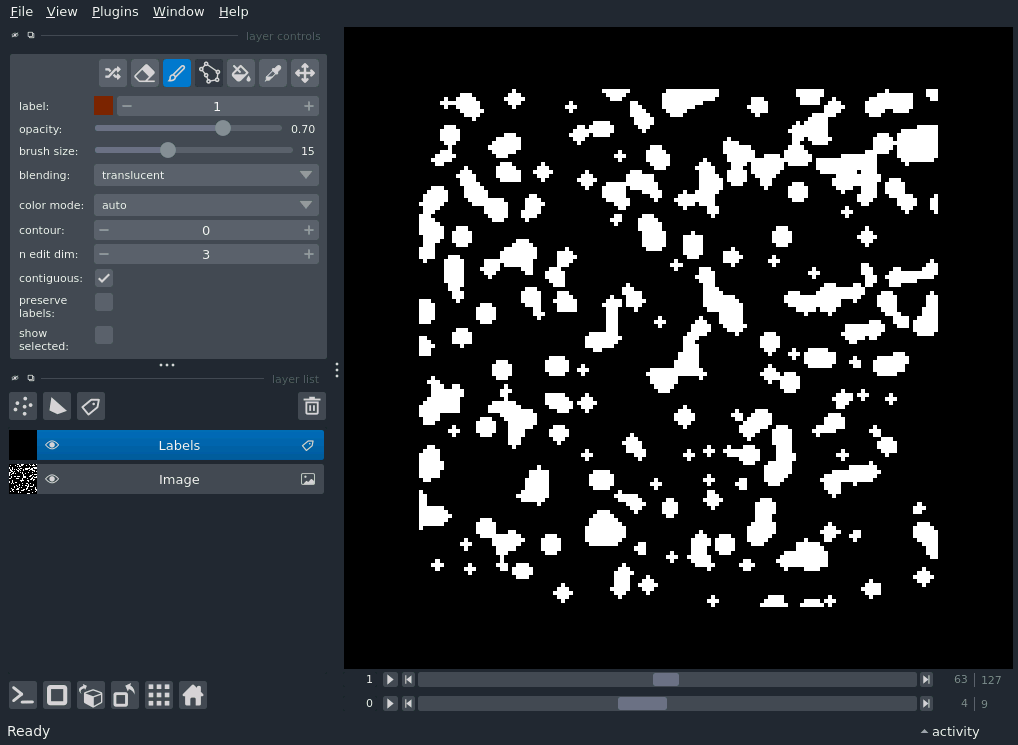 File View Plugins Window Help
layer controls
label: 1
opacity: 0.70
brush size: 15
blending: translucent
color mode: auto
contour: 0
n edit dim: 3
contiguous:
preserve
labels:
show
selected:
layer list
Labels
Image
1 63 127
0 4 9
Ready activity